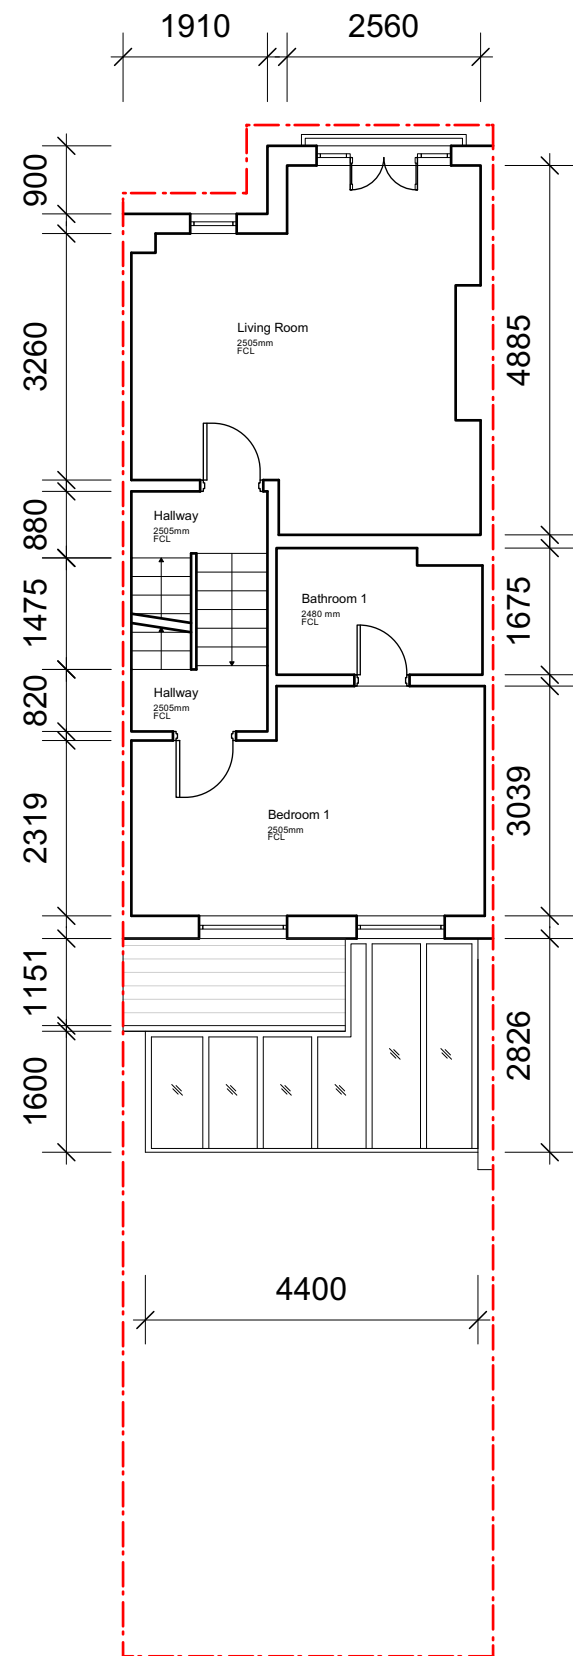 1910
2560
900
3260
4885
Living Room
2505mm
FCL
880
Hallway
2505mm
FCL
1475
Bathroom 1
2480 mm
FCL
1675
820
Hallway
2505mm
FCL
2319
Bedroom 1
2505mm
FCL
3039
1151
1600
2826
4400